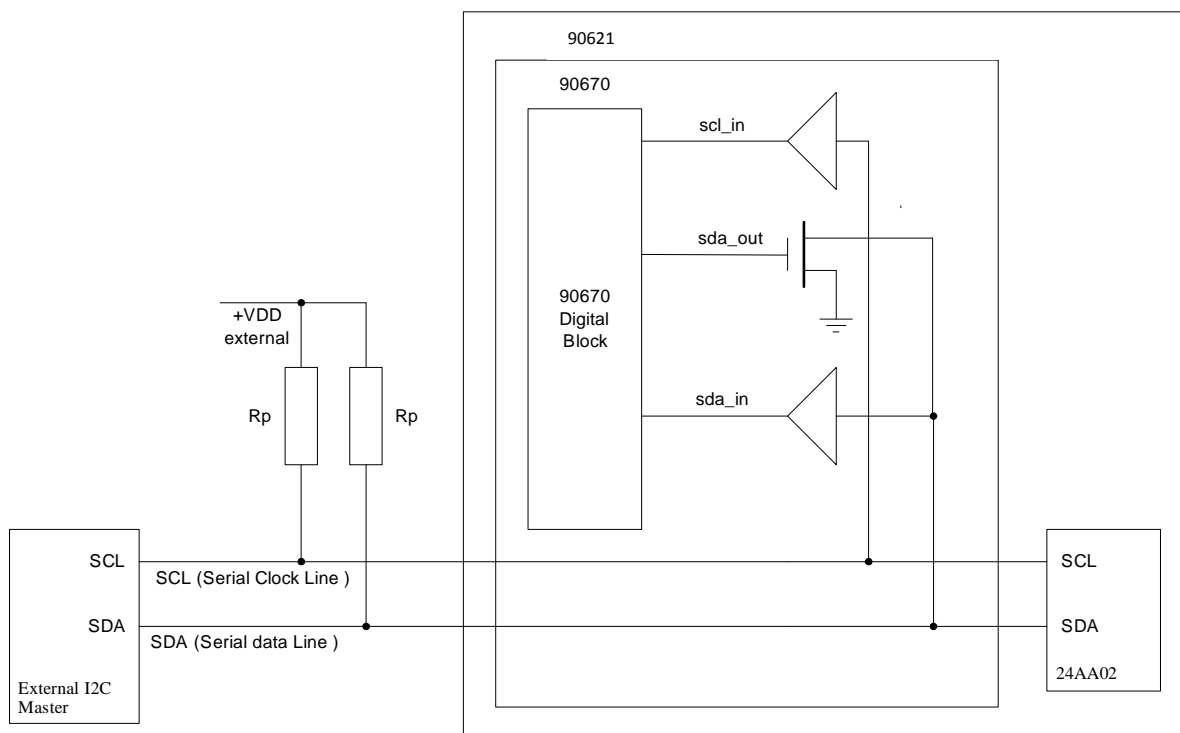 90621
90670
scl_in
sda_out
90670
Digital
Block
sda_in
+VDD
external
Rp
Rp
SCL
SCL (Serial Clock Line )
SDA
SDA (Serial data Line )
External I2C
Master
SCL
SDA
24AA02